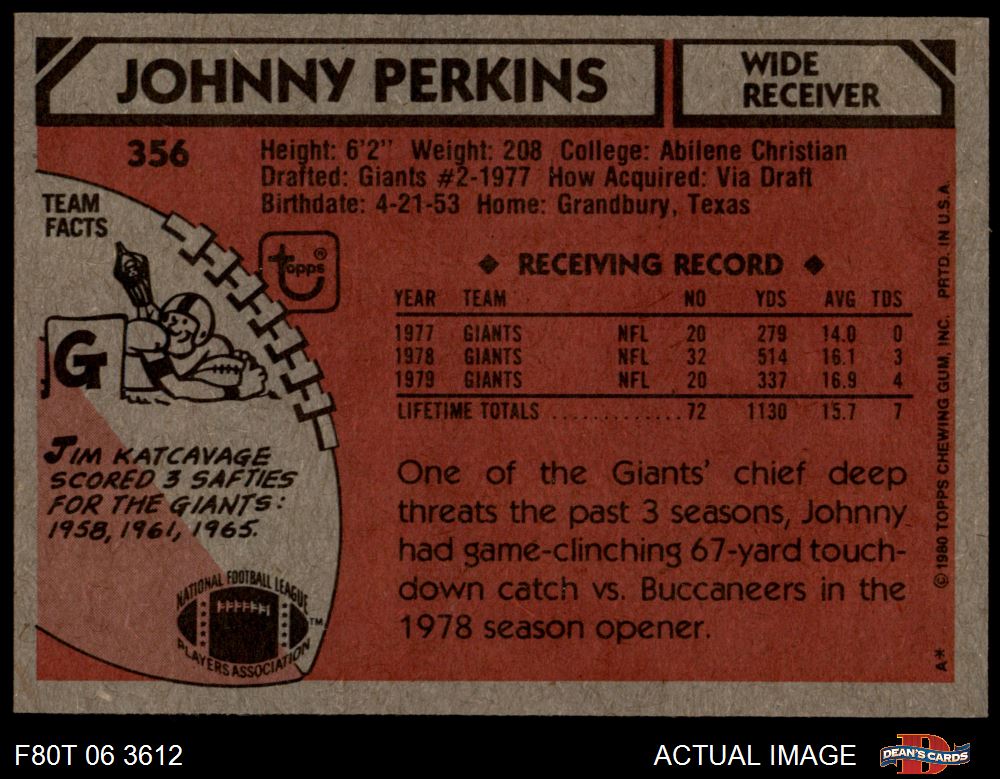 JOHNNY PERKINS
WIDE
RECEIVER
356
Height: 6'2" Weight: 208 College: Abilene Christian
Drafted: Giants #2-1977 How Acquired: Via Draft
Birthdate: 4-21-53 Home: Grandbury, Texas
TEAM
FACTS
topps®
G
JIM KATCAVAGE
SCORED 3 SAFTIES
FOR THE GIANTS:
1958, 1961, 1965.
NATIONAL FOOTBALL LEAGUE
PLAYERS ASSOCIATION
TM
◆ RECEIVING RECORD ◆
YEAR TEAM NO YDS AVG TDS
1977 GIANTS NFL 20 279 14.0 0
1978 GIANTS NFL 32 514 16.1 3
1979 GIANTS NFL 20 337 16.9 4
LIFETIME TOTALS ............. 72 1130 15.7 7
One of the Giants' chief deep
threats the past 3 seasons, Johnny
had game-clinching 67-yard touch-
down catch vs. Buccaneers in the
1978 season opener.
A* © 1980 TOPPS CHEWING GUM, INC. PRTD. IN U.S.A.
F80T 06 3612
ACTUAL IMAGE
D
DEAN'S CARDS